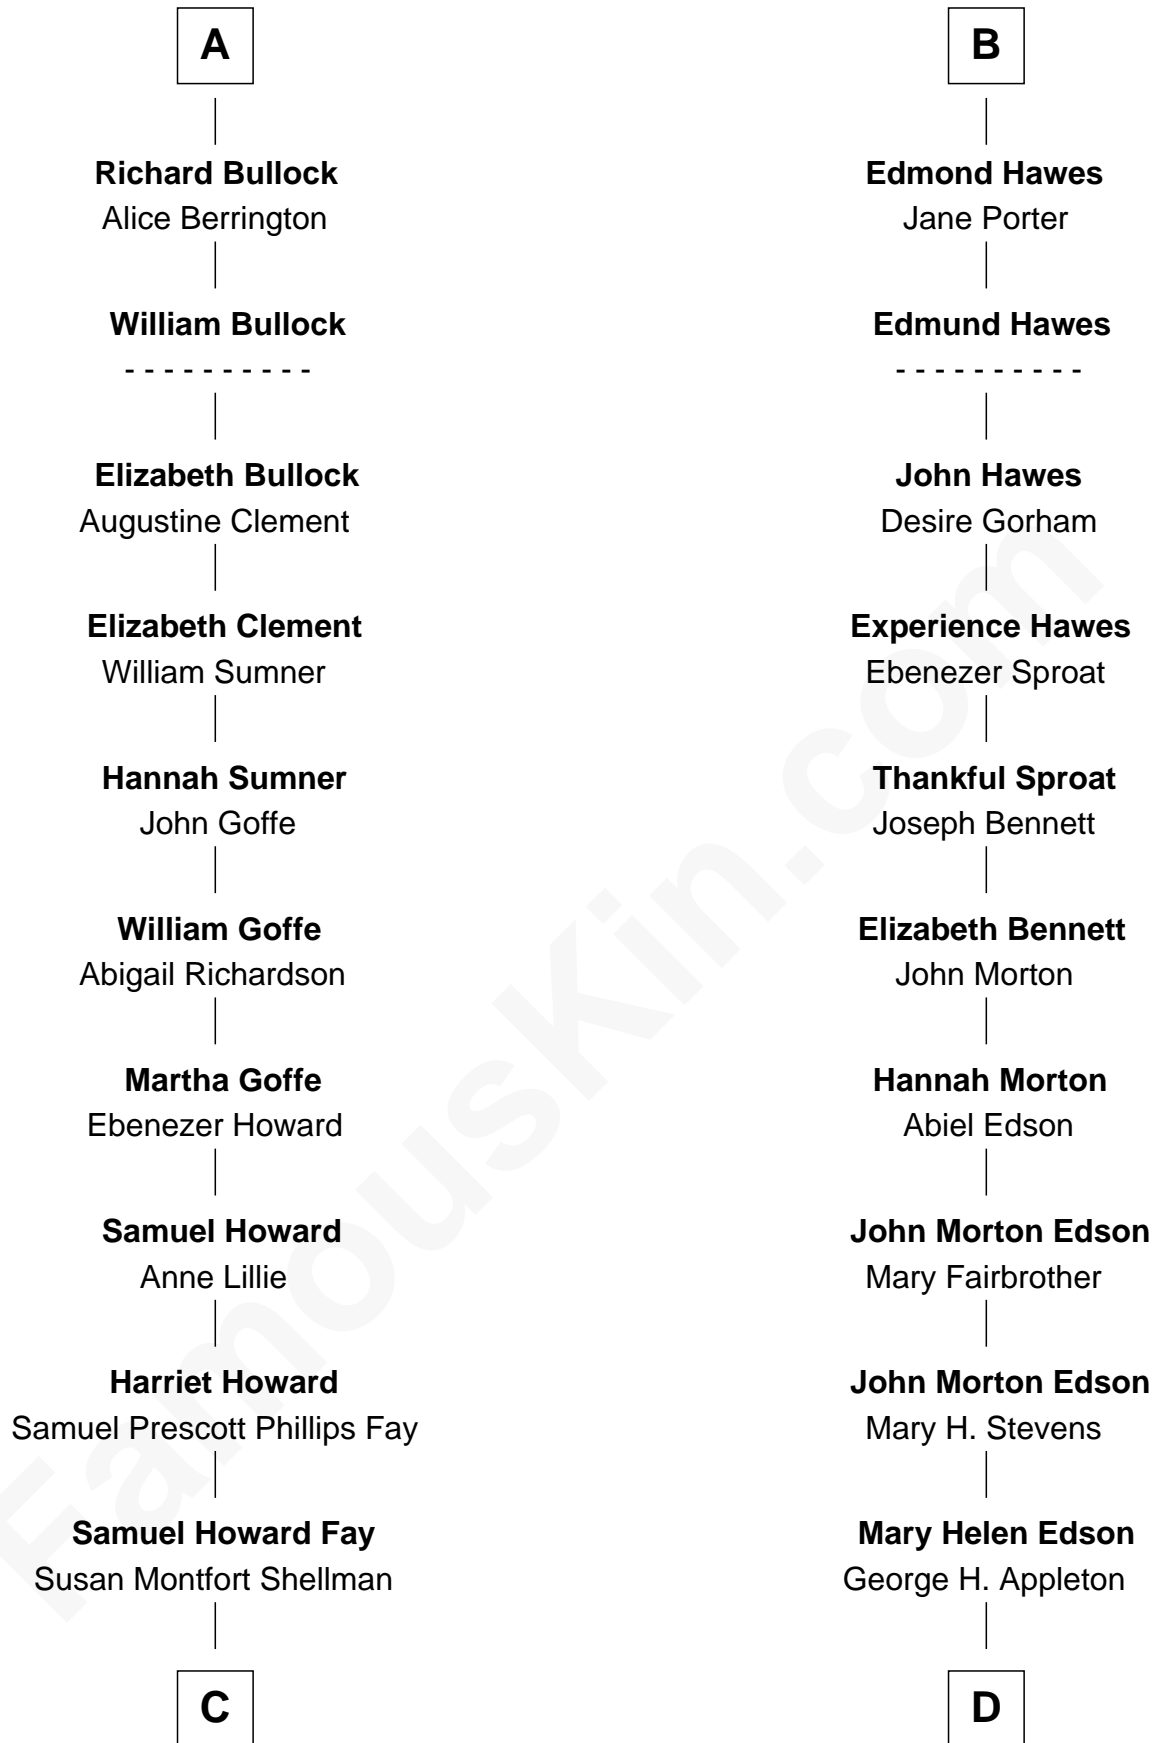 A
Richard Bullock
Alice Berrington
William Bullock
- - - - - - - - - -
Elizabeth Bullock
Augustine Clement
Elizabeth Clement
William Sumner
Hannah Sumner
John Goffe
William Goffe
Abigail Richardson
Martha Goffe
Ebenezer Howard
Samuel Howard
Anne Lillie
Harriet Howard
Samuel Prescott Phillips Fay
Samuel Howard Fay
Susan Montfort Shellman
C
B
Edmond Hawes
Jane Porter
Edmund Hawes
- - - - - - - - - -
John Hawes
Desire Gorham
Experience Hawes
Ebenezer Sproat
Thankful Sproat
Joseph Bennett
Elizabeth Bennett
John Morton
Hannah Morton
Abiel Edson
John Morton Edson
Mary Fairbrother
John Morton Edson
Mary H. Stevens
Mary Helen Edson
George H. Appleton
D
FamousKin.com